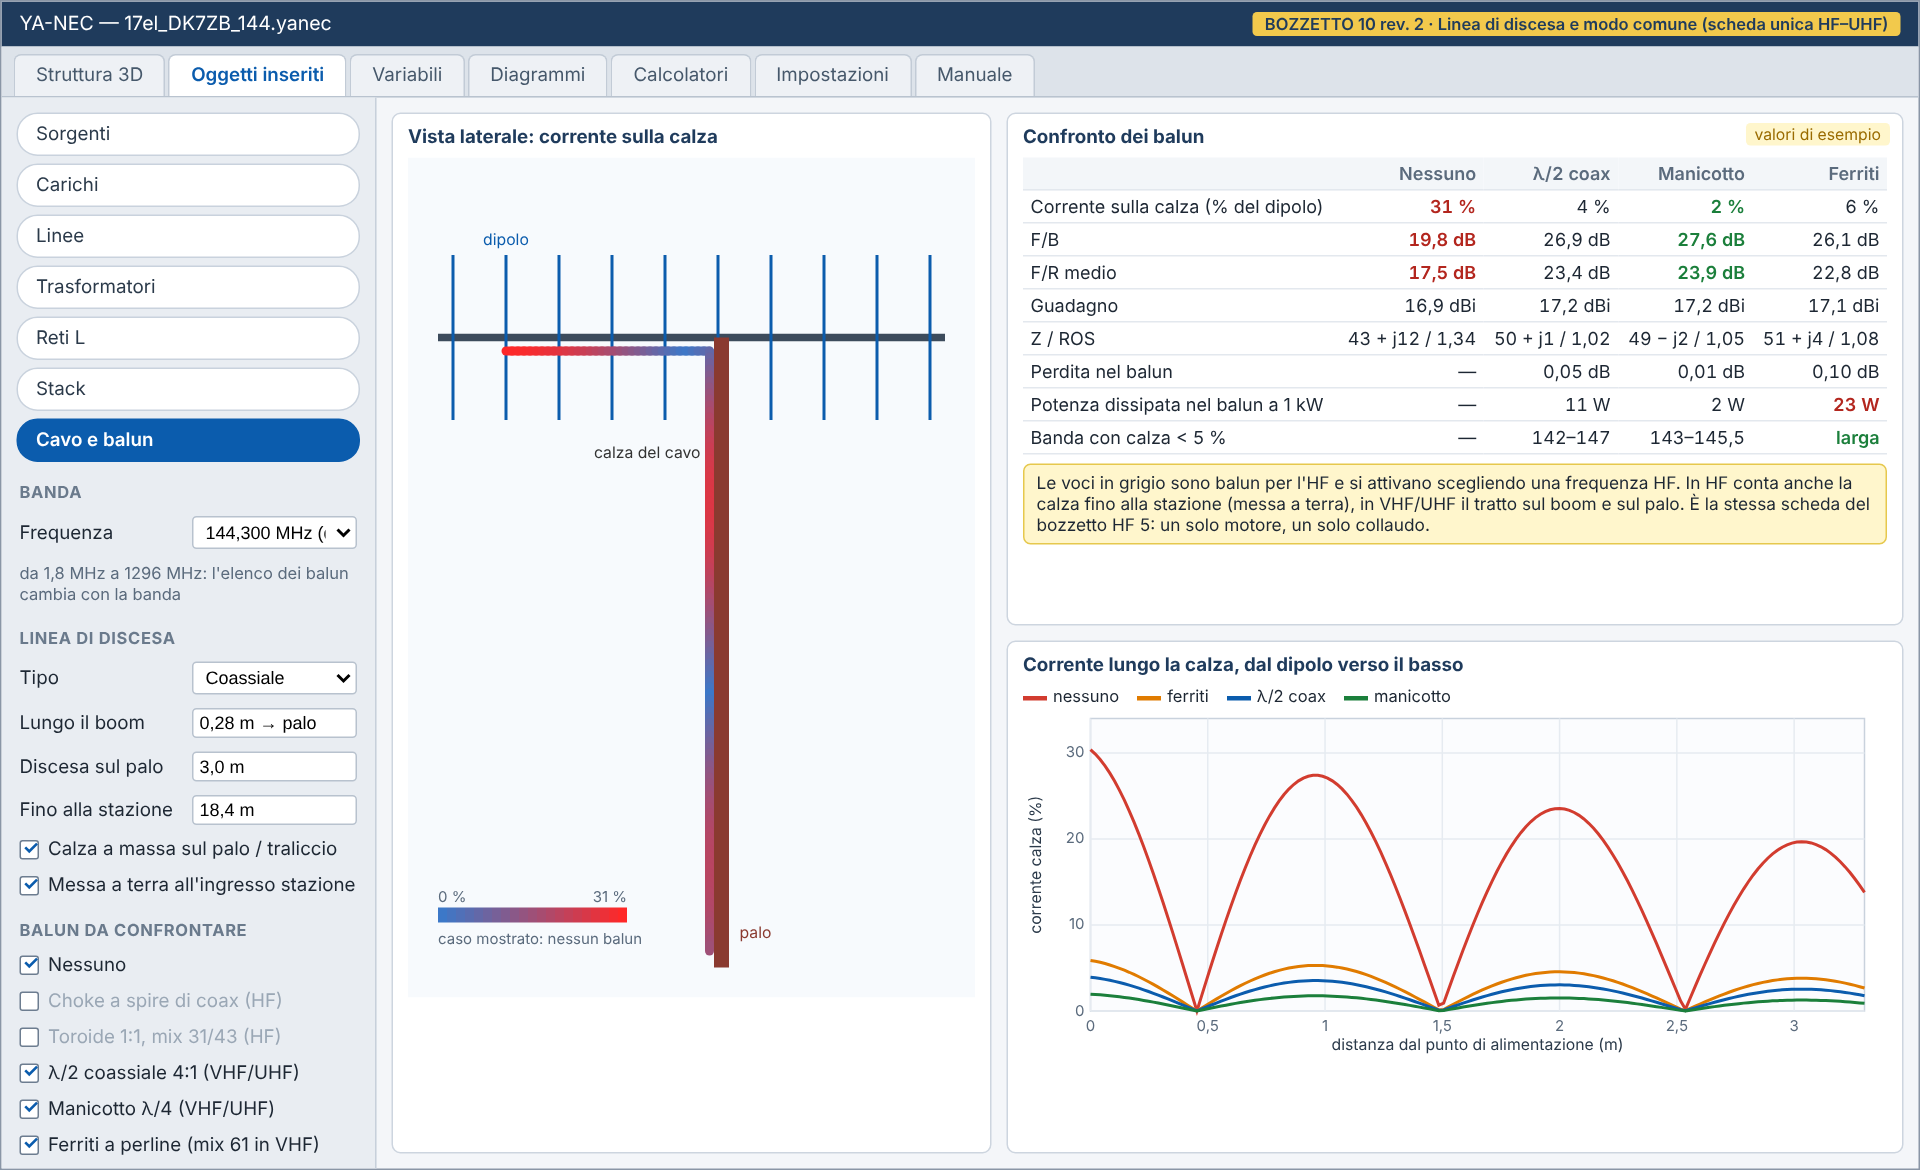 YA-NEC — 17el_DK7ZB_144.yanec
BOZZETTO 10 rev. 2 · Linea di discesa e modo comune (scheda unica HF–UHF)
Struttura 3D
Oggetti inseriti
Variabili
Diagrammi
Calcolatori
Impostazioni
Manuale
Sorgenti
Carichi
Linee
Trasformatori
Reti L
Stack
Cavo e balun
BANDA
Frequenza
144,300 MHz (
da 1,8 MHz a 1296 MHz: l'elenco dei balun
cambia con la banda
LINEA DI DISCESA
Tipo
Coassiale
Lungo il boom
0,28 m → palo
Discesa sul palo
3,0 m
Fino alla stazione
18,4 m
Calza a massa sul palo / traliccio
Messa a terra all'ingresso stazione
BALUN DA CONFRONTARE
Nessuno
Choke a spire di coax (HF)
Toroide 1:1, mix 31/43 (HF)
λ/2 coassiale 4:1 (VHF/UHF)
Manicotto λ/4 (VHF/UHF)
Ferriti a perline (mix 61 in VHF)
Vista laterale: corrente sulla calza
dipolo
calza del cavo
0 %
31 %
caso mostrato: nessun balun
palo
Confronto dei balun
valori di esempio
Nessuno λ/2 coax Manicotto Ferriti
Corrente sulla calza (% del dipolo) 31 % 4 % 2 % 6 %
F/B 19,8 dB 26,9 dB 27,6 dB 26,1 dB
F/R medio 17,5 dB 23,4 dB 23,9 dB 22,8 dB
Guadagno 16,9 dBi 17,2 dBi 17,2 dBi 17,1 dBi
Z / ROS 43 + j12 / 1,34 50 + j1 / 1,02 49 − j2 / 1,05 51 + j4 / 1,08
Perdita nel balun — 0,05 dB 0,01 dB 0,10 dB
Potenza dissipata nel balun a 1 kW — 11 W 2 W 23 W
Banda con calza < 5 % — 142–147 143–145,5 larga
Le voci in grigio sono balun per l'HF e si attivano scegliendo una frequenza HF. In HF conta anche la
calza fino alla stazione (messa a terra), in VHF/UHF il tratto sul boom e sul palo. È la stessa scheda del
bozzetto HF 5: un solo motore, un solo collaudo.
Corrente lungo la calza, dal dipolo verso il basso
nessuno ferriti λ/2 coax manicotto
corrente calza (%)
30
20
10
0
0 0,5 1 1,5 2 2,5 3
distanza dal punto di alimentazione (m)